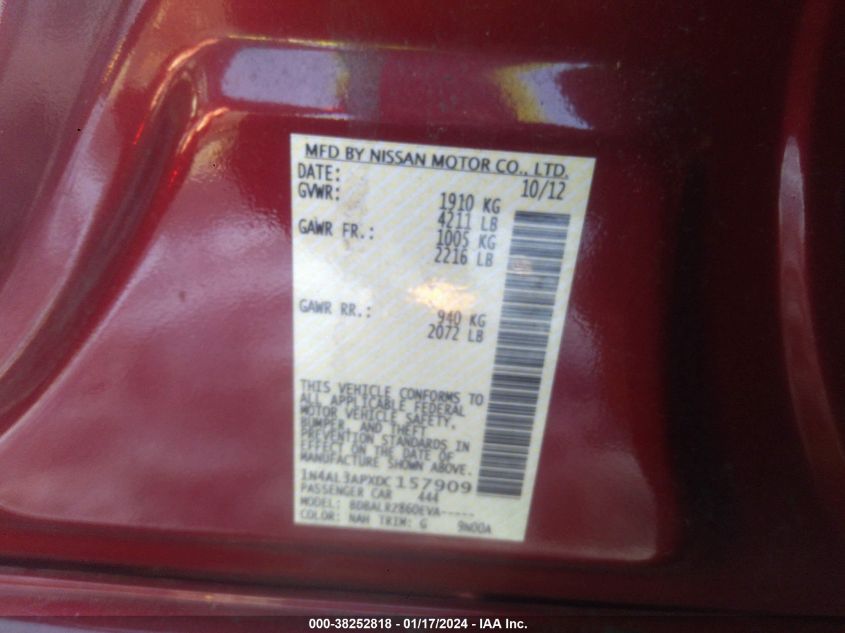 MFD BY NISSAN MOTOR CO., LTD.
DATE: 10/12
GVWR: 1910 KG
4211 LB
GAWR FR.: 1005 KG
2216 LB
GAWR RR.: 940 KG
2072 LB
THIS VEHICLE CONFORMS TO
ALL APPLICABLE FEDERAL
MOTOR VEHICLE SAFETY,
BUMPER, AND THEFT
PREVENTION STANDARDS IN
EFFECT ON THE DATE OF
MANUFACTURE SHOWN ABOVE.
1N4AL3APXDC157909
PASSENGER CAR 444
MODEL: BDBALRZ860EVA-----
COLOR: NAH TRIM: G 9N00A
000-38252818 - 01/17/2024 - IAA Inc.